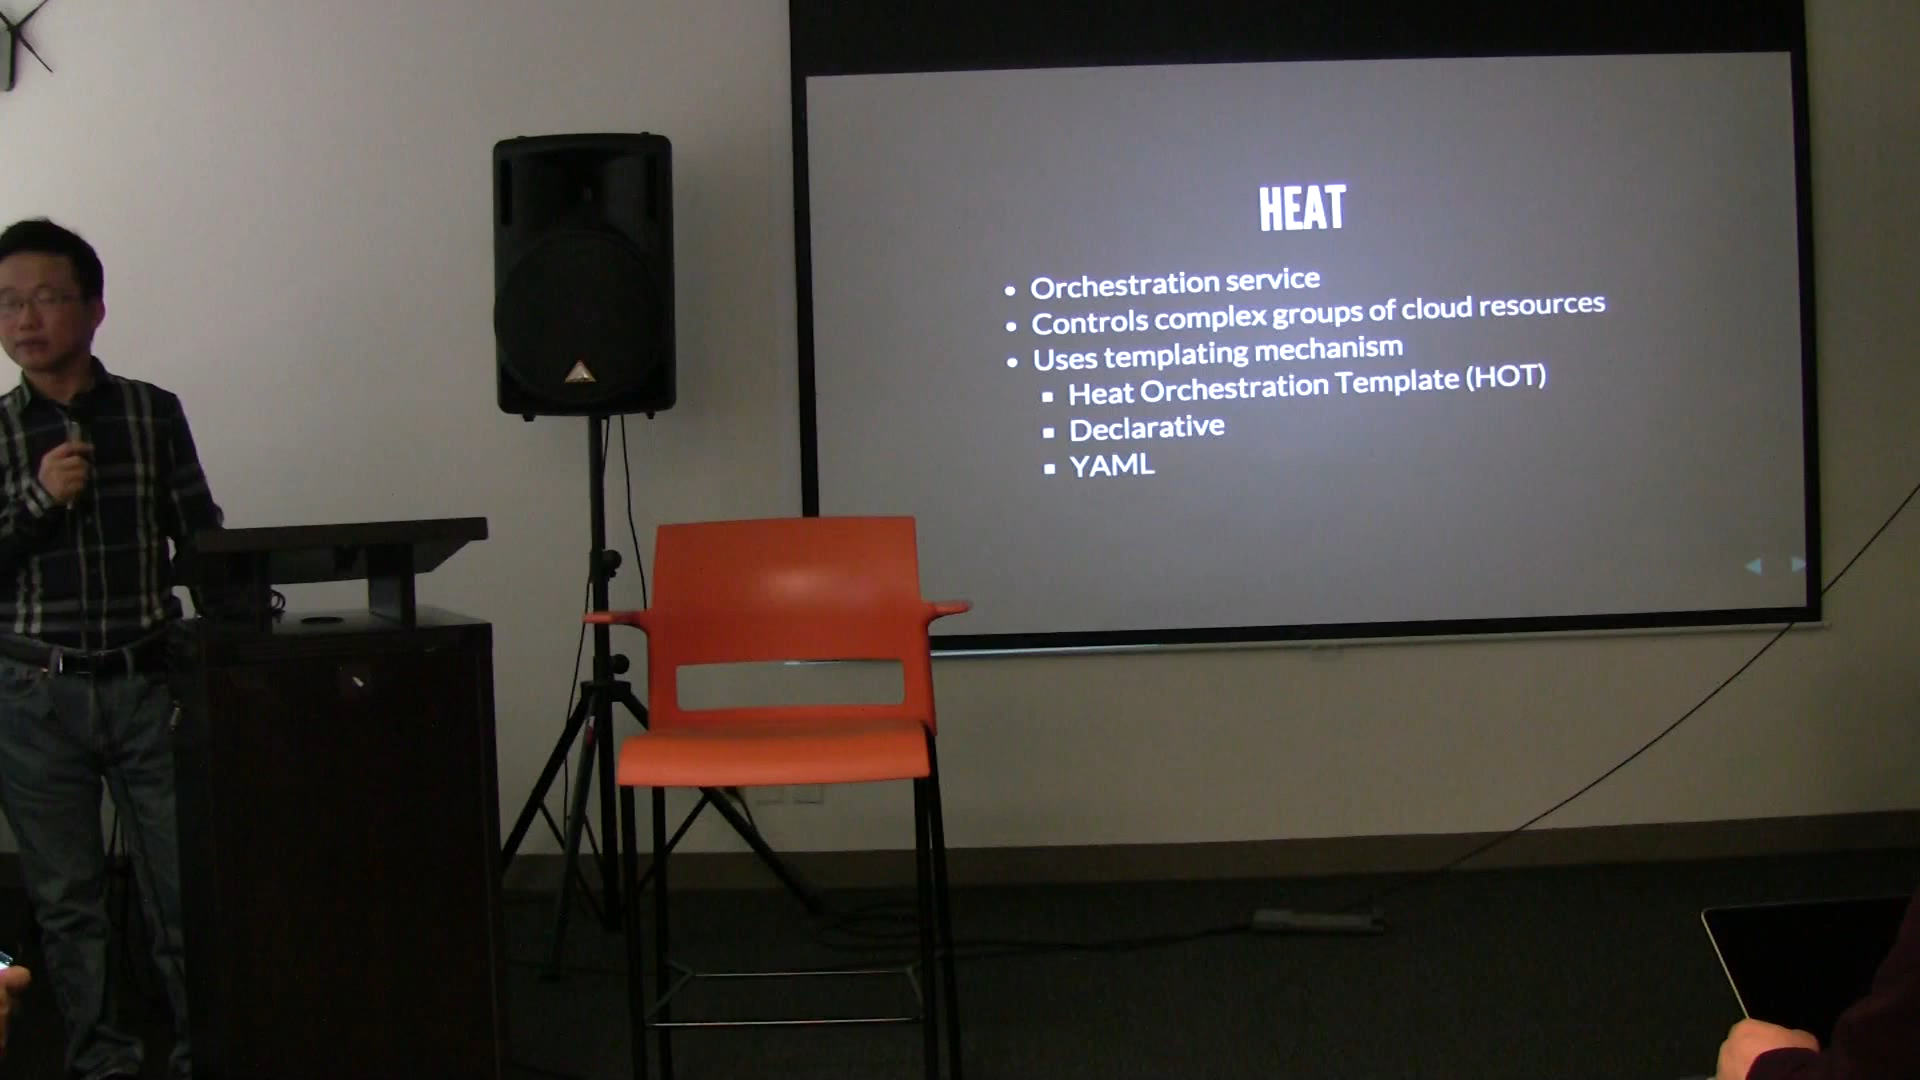 HEAT
• Orchestration service
• Controls complex groups of cloud resources
• Uses templating mechanism
▪ Heat Orchestration Template (HOT)
▪ Declarative
▪ YAML